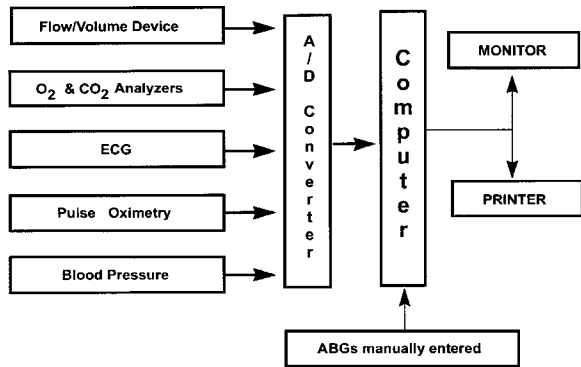 Flow/Volume Device
O2 & CO2 Analyzers
ECG
Pulse Oximetry
Blood Pressure
A/D Converter
Computer
MONITOR
PRINTER
ABGs manually entered